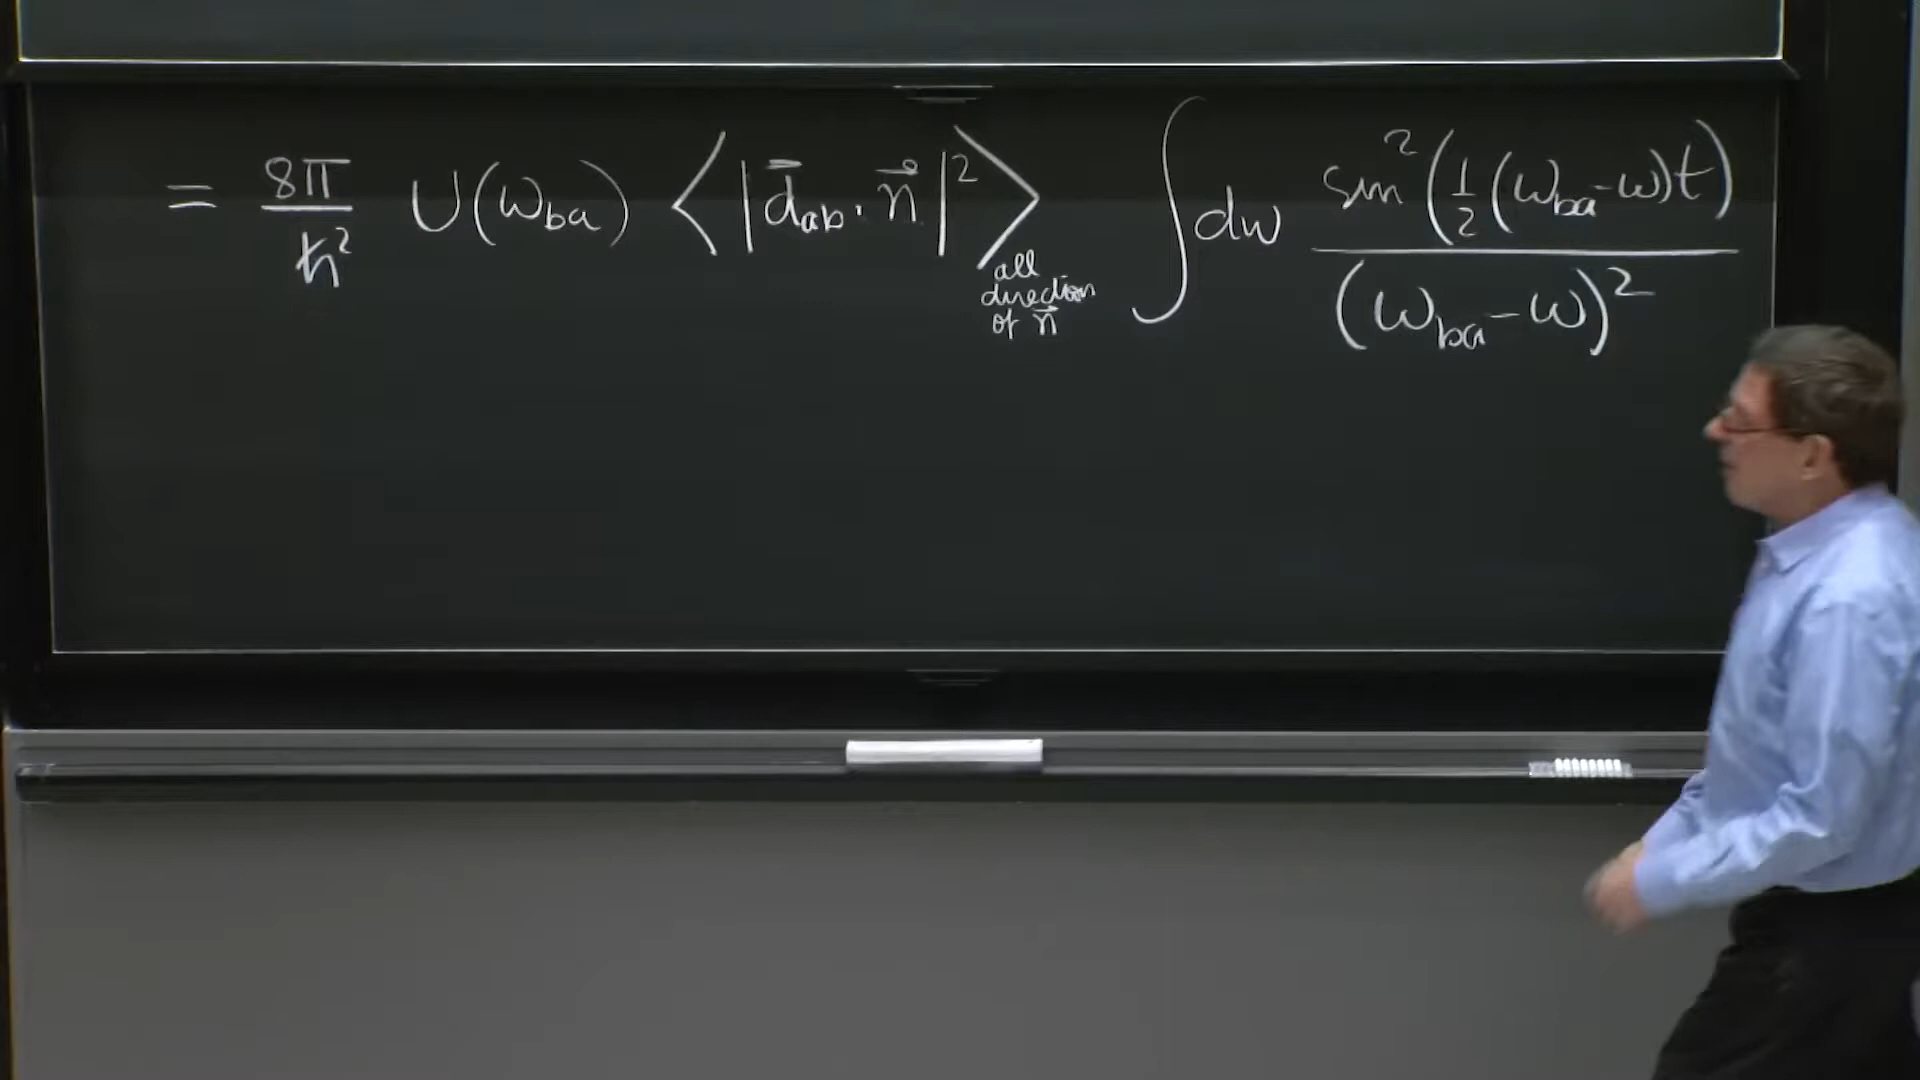 = 8π/ħ² U(ω_ba) ⟨|d⃗_ab · n⃗|²⟩ ∫dω sin²(½(ω_ba - ω)t) / (ω_ba - ω)²
all
direction
of n⃗